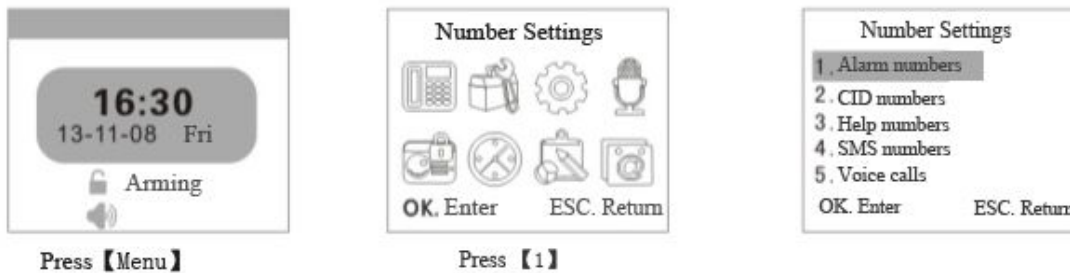 16:30
13-11-08 Fri
Arming
Press【Menu】
Number Settings
OK. Enter ESC. Return
Press【1】
Number Settings
1. Alarm numbers
2. CID numbers
3. Help numbers
4. SMS numbers
5. Voice calls
OK. Enter ESC. Return